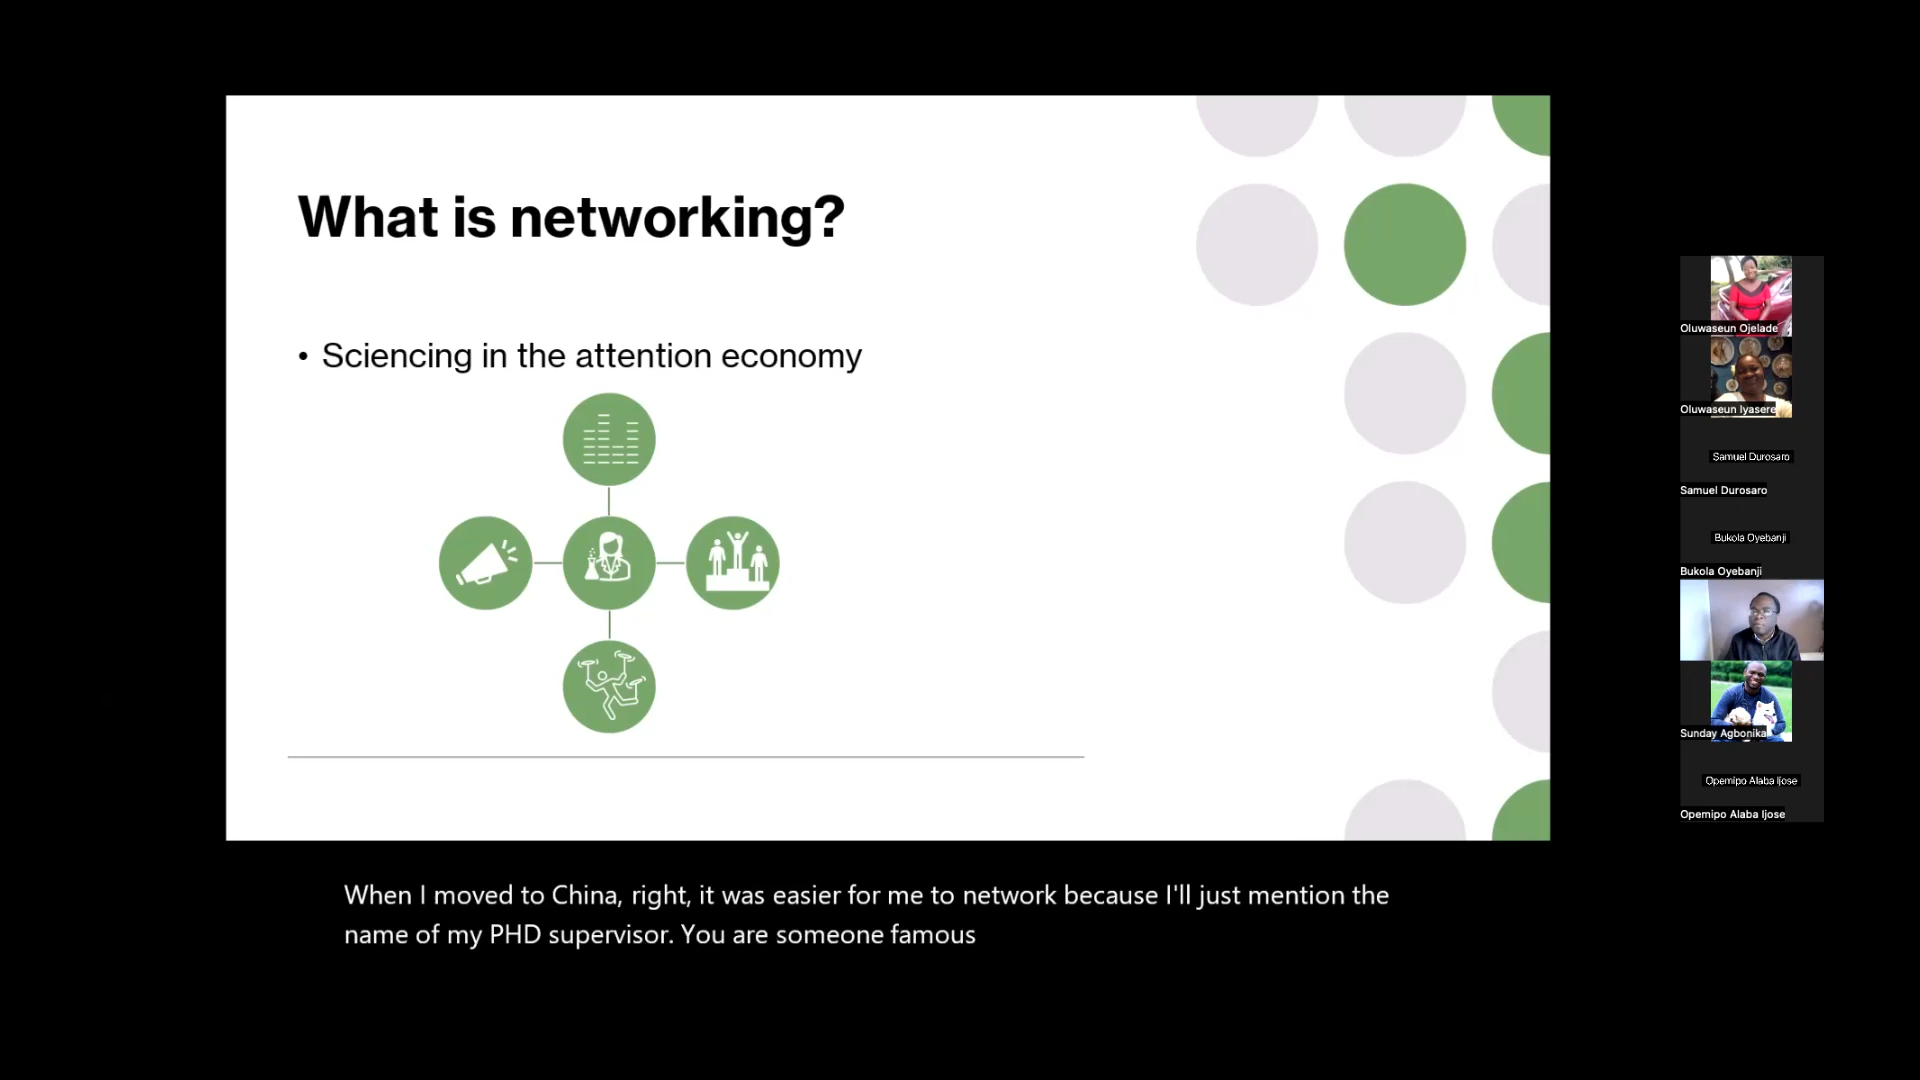 What is networking?
• Sciencing in the attention economy
Oluwaseun Ojelade
Oluwaseun Iyasere
Samuel Durosaro
Samuel Durosaro
Bukola Oyebanji
Bukola Oyebanji
Sunday Agbonika
Opemipo Alaba Ijose
Opemipo Alaba Ijose
When I moved to China, right, it was easier for me to network because I'll just mention the
name of my PHD supervisor. You are someone famous